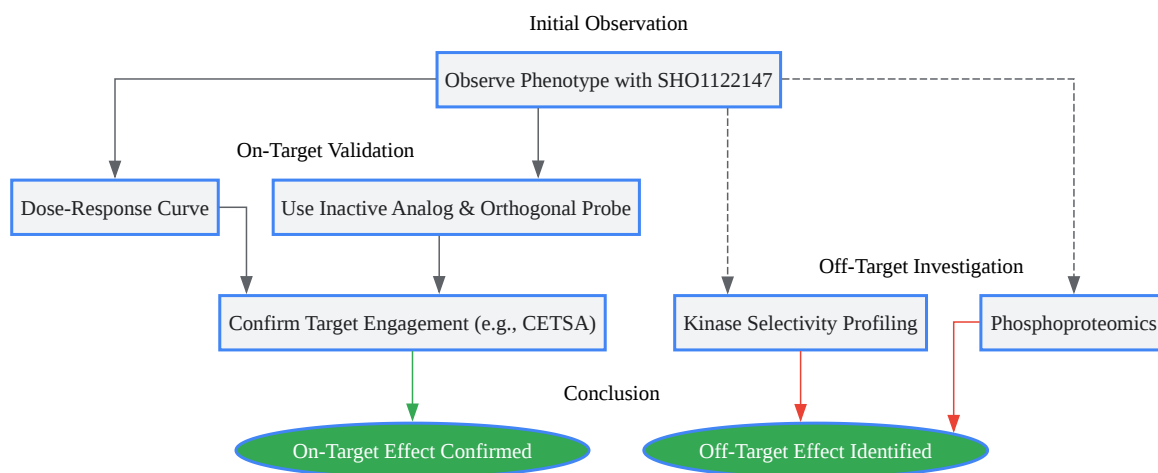 Initial Observation
Observe Phenotype with SHO1122147
On-Target Validation
Dose-Response Curve
Use Inactive Analog & Orthogonal Probe
Off-Target Investigation
Confirm Target Engagement (e.g., CETSA)
Kinase Selectivity Profiling
Phosphoproteomics
Conclusion
On-Target Effect Confirmed
Off-Target Effect Identified